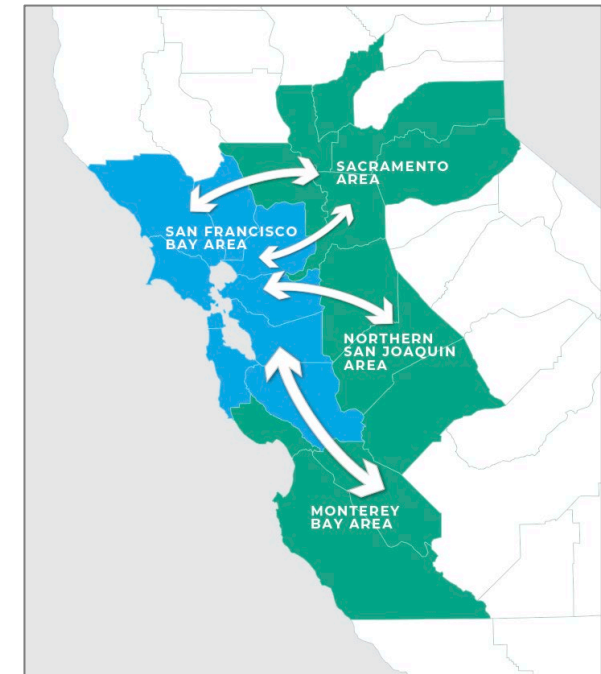 SACRAMENTO
AREA
SAN FRANCISCO
BAY AREA
NORTHERN
SAN JOAQUIN
AREA
MONTEREY
BAY AREA